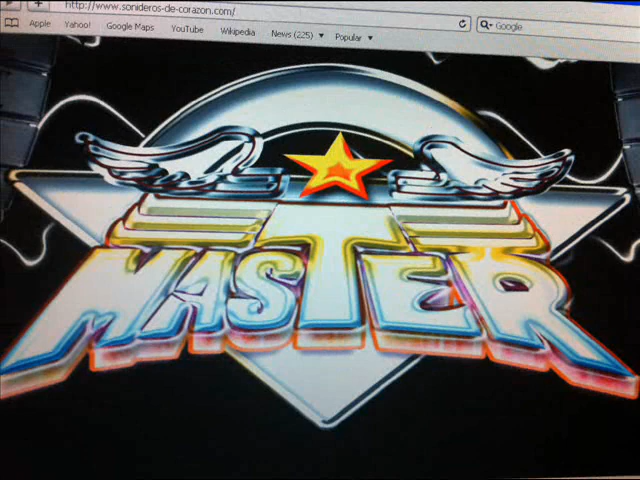 http://www.sonideros-de-corazon.com/
Google
Apple Yahoo! Google Maps YouTube Wikipedia News (225) Popular
MASTER